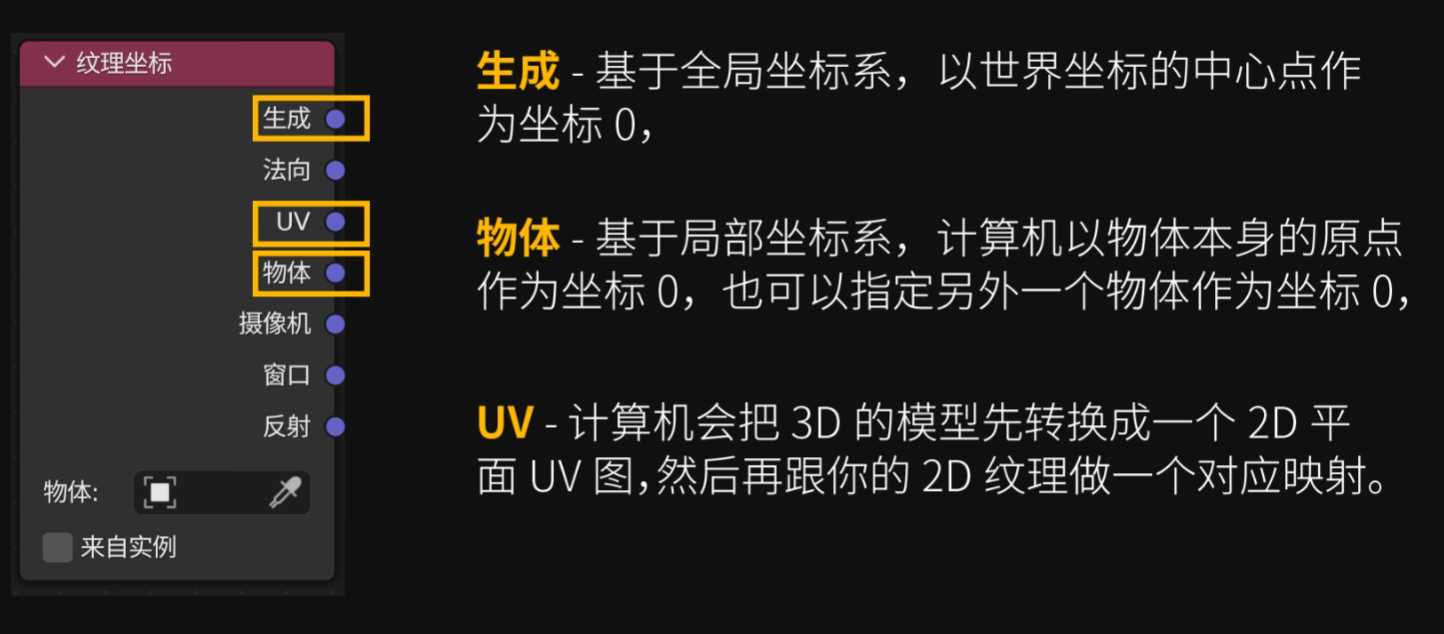 纹理坐标
生成
法向
UV
物体
摄像机
窗口
反射
物体:
来自实例
生成 - 基于全局坐标系，以世界坐标的中心点作
为坐标 0，
物体 - 基于局部坐标系，计算机以物体本身的原点
作为坐标 0，也可以指定另外一个物体作为坐标 0，
UV - 计算机会把 3D 的模型先转换成一个 2D 平
面 UV 图，然后再跟你的 2D 纹理做一个对应映射。